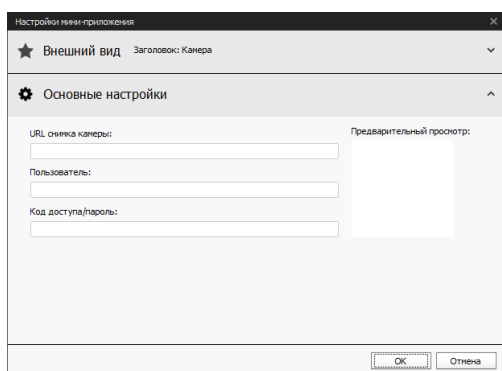 Настройки мини-приложения
Внешний вид Заголовок: Камера
Основные настройки
URL снимка камеры:
Предварительный просмотр:
Пользователь:
Код доступа/пароль:
OK Отмена